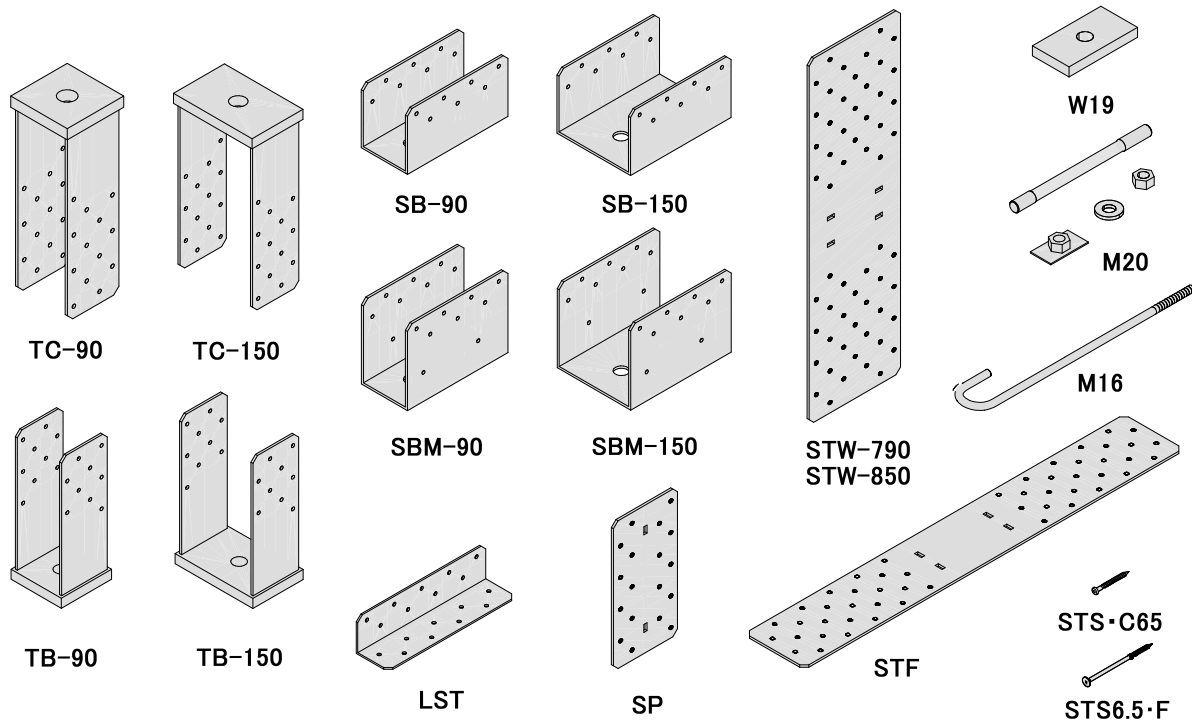 W19
SB-90
SB-150
M20
TC-90
TC-150
M16
SBM-90
SBM-150
STW-790
STW-850
STS・C65
TB-90
TB-150
STF
LST
SP
STS6.5・F